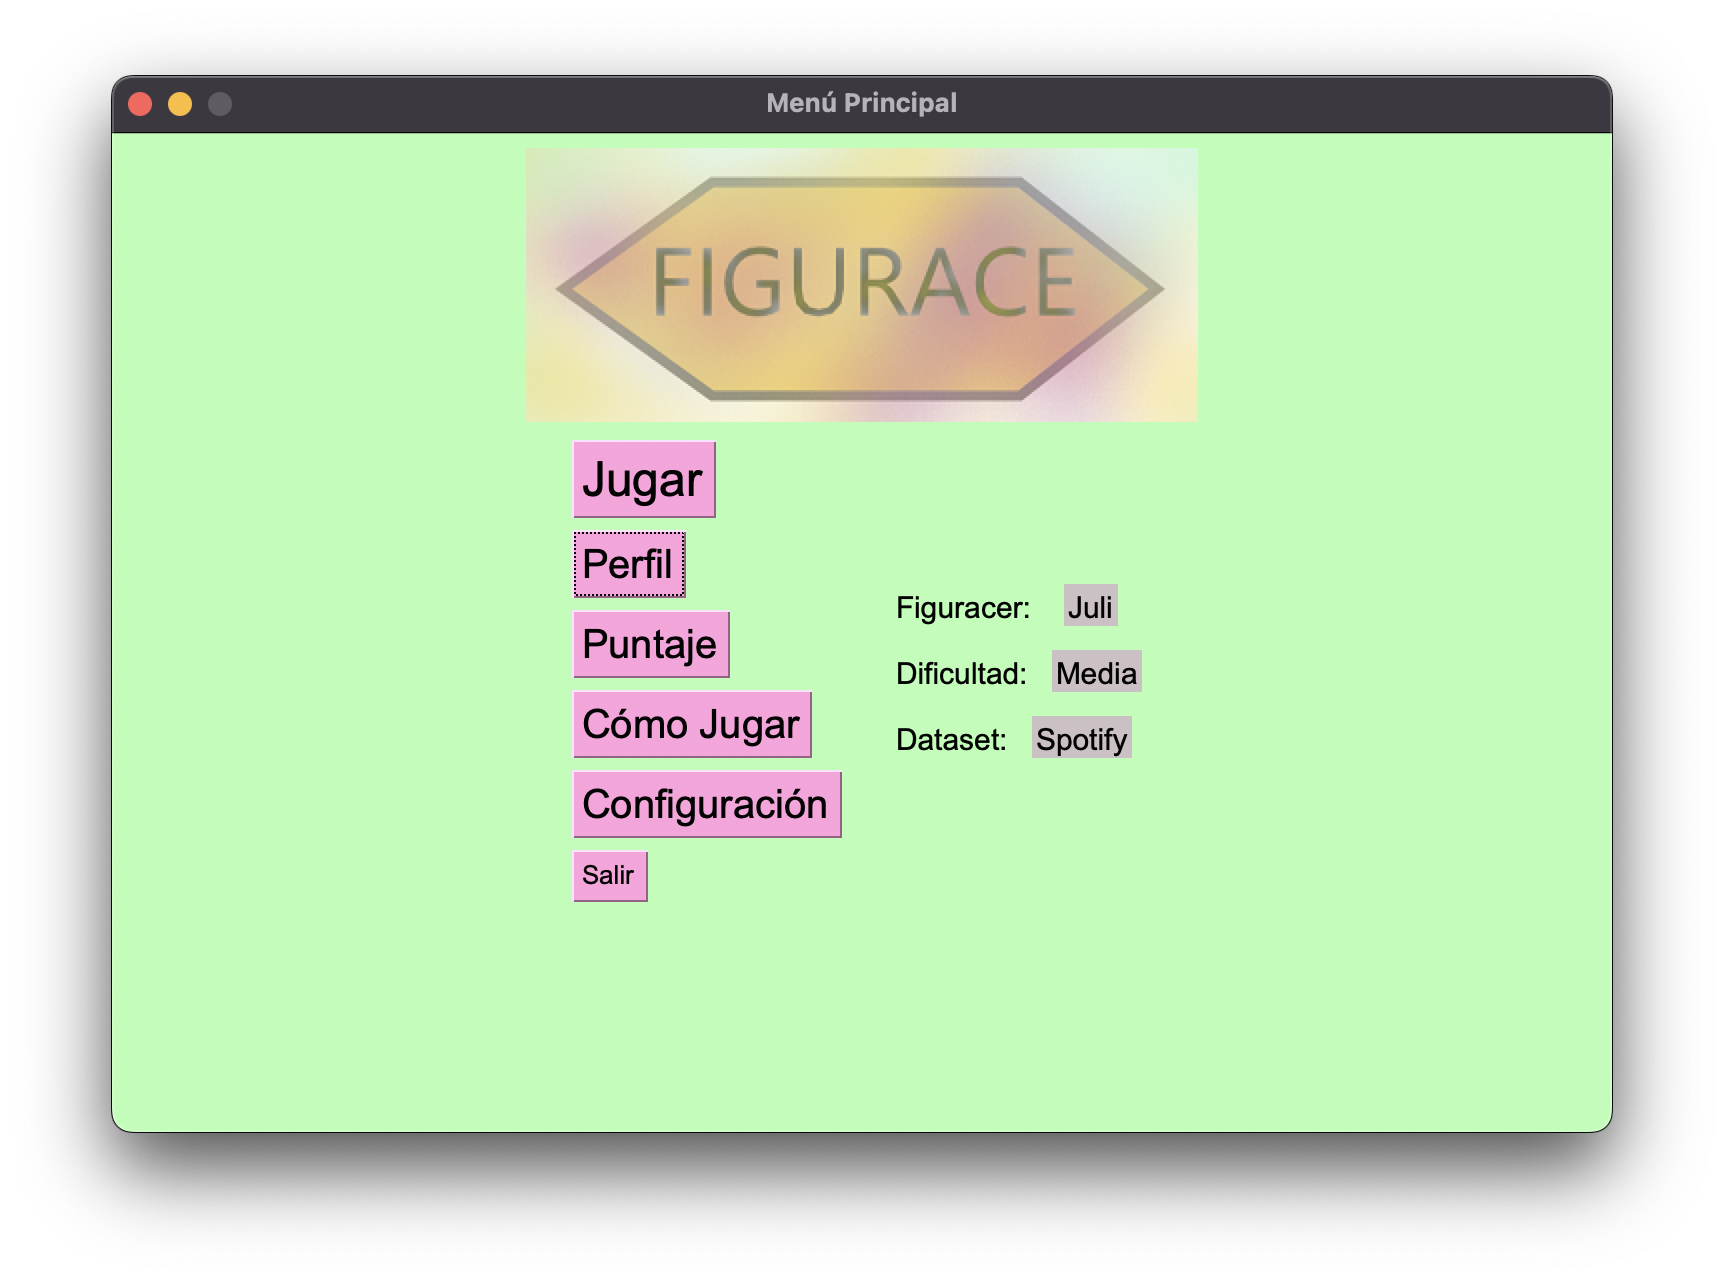 Menú Principal
FIGURACE
Jugar
Perfil
Puntaje
Cómo Jugar
Configuración
Salir
Figuracer: Juli
Dificultad: Media
Dataset: Spotify